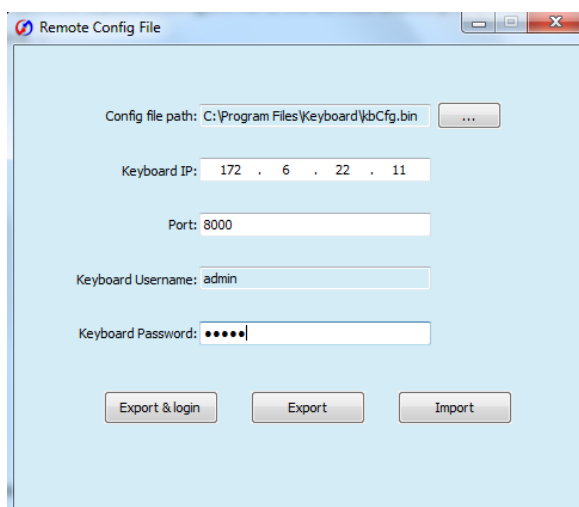 Remote Config File
Config file path: C:\Program Files\Keyboard\kbCfg.bin ...
Keyboard IP: 172 . 6 . 22 . 11
Port: 8000
Keyboard Username: admin
Keyboard Password: •••••
Export & login Export Import